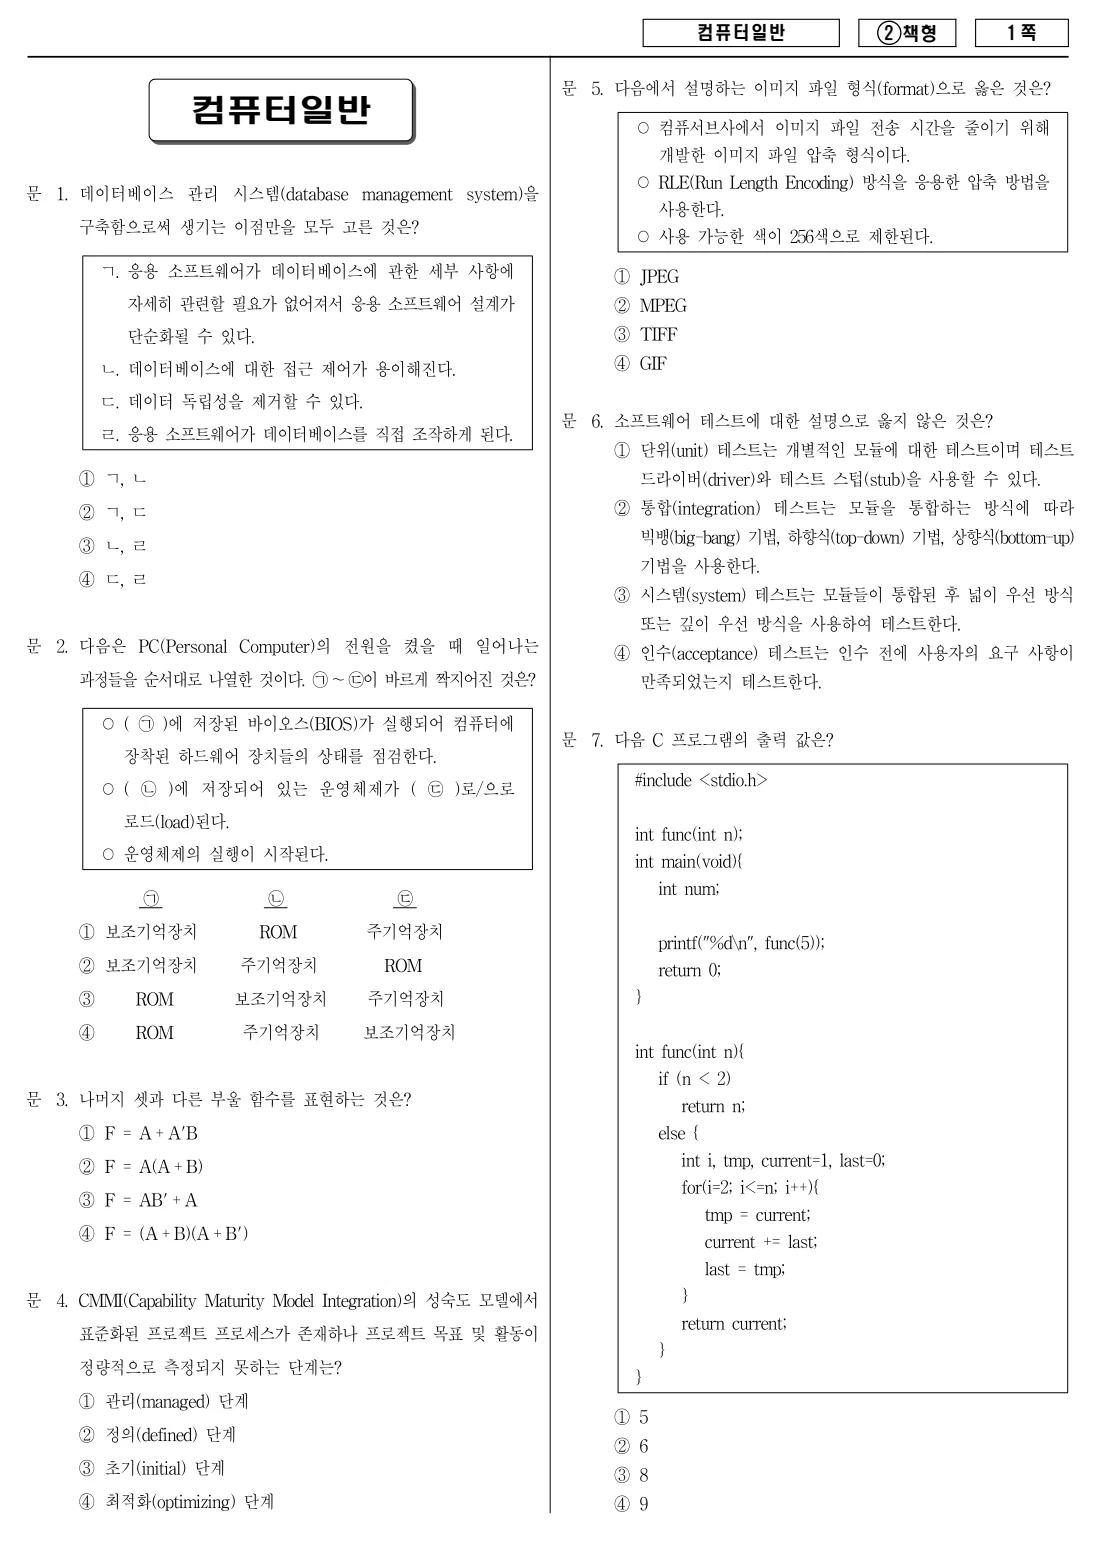 컴퓨터일반
②책형
1쪽
컴퓨터일반
문 1. 데이터베이스 관리 시스템(database management system)을
구축함으로써 생기는 이점만을 모두 고른 것은?
ㄱ. 응용 소프트웨어가 데이터베이스에 관한 세부 사항에
자세히 관련할 필요가 없어져서 응용 소프트웨어 설계가
단순화될 수 있다.
ㄴ. 데이터베이스에 대한 접근 제어가 용이해진다.
ㄷ. 데이터 독립성을 제거할 수 있다.
ㄹ. 응용 소프트웨어가 데이터베이스를 직접 조작하게 된다.
① ㄱ, ㄴ
② ㄱ, ㄷ
③ ㄴ, ㄹ
④ ㄷ, ㄹ
문 2. 다음은 PC(Personal Computer)의 전원을 켰을 때 일어나는
과정들을 순서대로 나열한 것이다. ㉠～㉢이 바르게 짝지어진 것은?
○ ( ㉠ )에 저장된 바이오스(BIOS)가 실행되어 컴퓨터에
장착된 하드웨어 장치들의 상태를 점검한다.
○ ( ㉡ )에 저장되어 있는 운영체제가 ( ㉢ )로/으로
로드(load)된다.
○ 운영체제의 실행이 시작된다.
㉠ ㉡ ㉢
① 보조기억장치 ROM 주기억장치
② 보조기억장치 주기억장치 ROM
③ ROM 보조기억장치 주기억장치
④ ROM 주기억장치 보조기억장치
문 3. 나머지 셋과 다른 부울 함수를 표현하는 것은?
① F = A + A′B
② F = A(A + B)
③ F = AB′ + A
④ F = (A + B)(A + B′)
문 4. CMMI(Capability Maturity Model Integration)의 성숙도 모델에서
표준화된 프로젝트 프로세스가 존재하나 프로젝트 목표 및 활동이
정량적으로 측정되지 못하는 단계는?
① 관리(managed) 단계
② 정의(defined) 단계
③ 초기(initial) 단계
④ 최적화(optimizing) 단계
문 5. 다음에서 설명하는 이미지 파일 형식(format)으로 옳은 것은?
○ 컴퓨서브사에서 이미지 파일 전송 시간을 줄이기 위해
개발한 이미지 파일 압축 형식이다.
○ RLE(Run Length Encoding) 방식을 응용한 압축 방법을
사용한다.
○ 사용 가능한 색이 256색으로 제한된다.
① JPEG
② MPEG
③ TIFF
④ GIF
문 6. 소프트웨어 테스트에 대한 설명으로 옳지 않은 것은?
① 단위(unit) 테스트는 개별적인 모듈에 대한 테스트이며 테스트
드라이버(driver)와 테스트 스텁(stub)을 사용할 수 있다.
② 통합(integration) 테스트는 모듈을 통합하는 방식에 따라
빅뱅(big-bang) 기법, 하향식(top-down) 기법, 상향식(bottom-up)
기법을 사용한다.
③ 시스템(system) 테스트는 모듈들이 통합된 후 넓이 우선 방식
또는 깊이 우선 방식을 사용하여 테스트한다.
④ 인수(acceptance) 테스트는 인수 전에 사용자의 요구 사항이
만족되었는지 테스트한다.
문 7. 다음 C 프로그램의 출력 값은?
#include <stdio.h>
int func(int n);
int main(void){
int num;
printf("%d\n", func(5));
return 0;
}
int func(int n){
if (n < 2)
return n;
else {
int i, tmp, current=1, last=0;
for(i=2; i<=n; i++){
tmp = current;
current += last;
last = tmp;
}
return current;
}
}
① 5
② 6
③ 8
④ 9